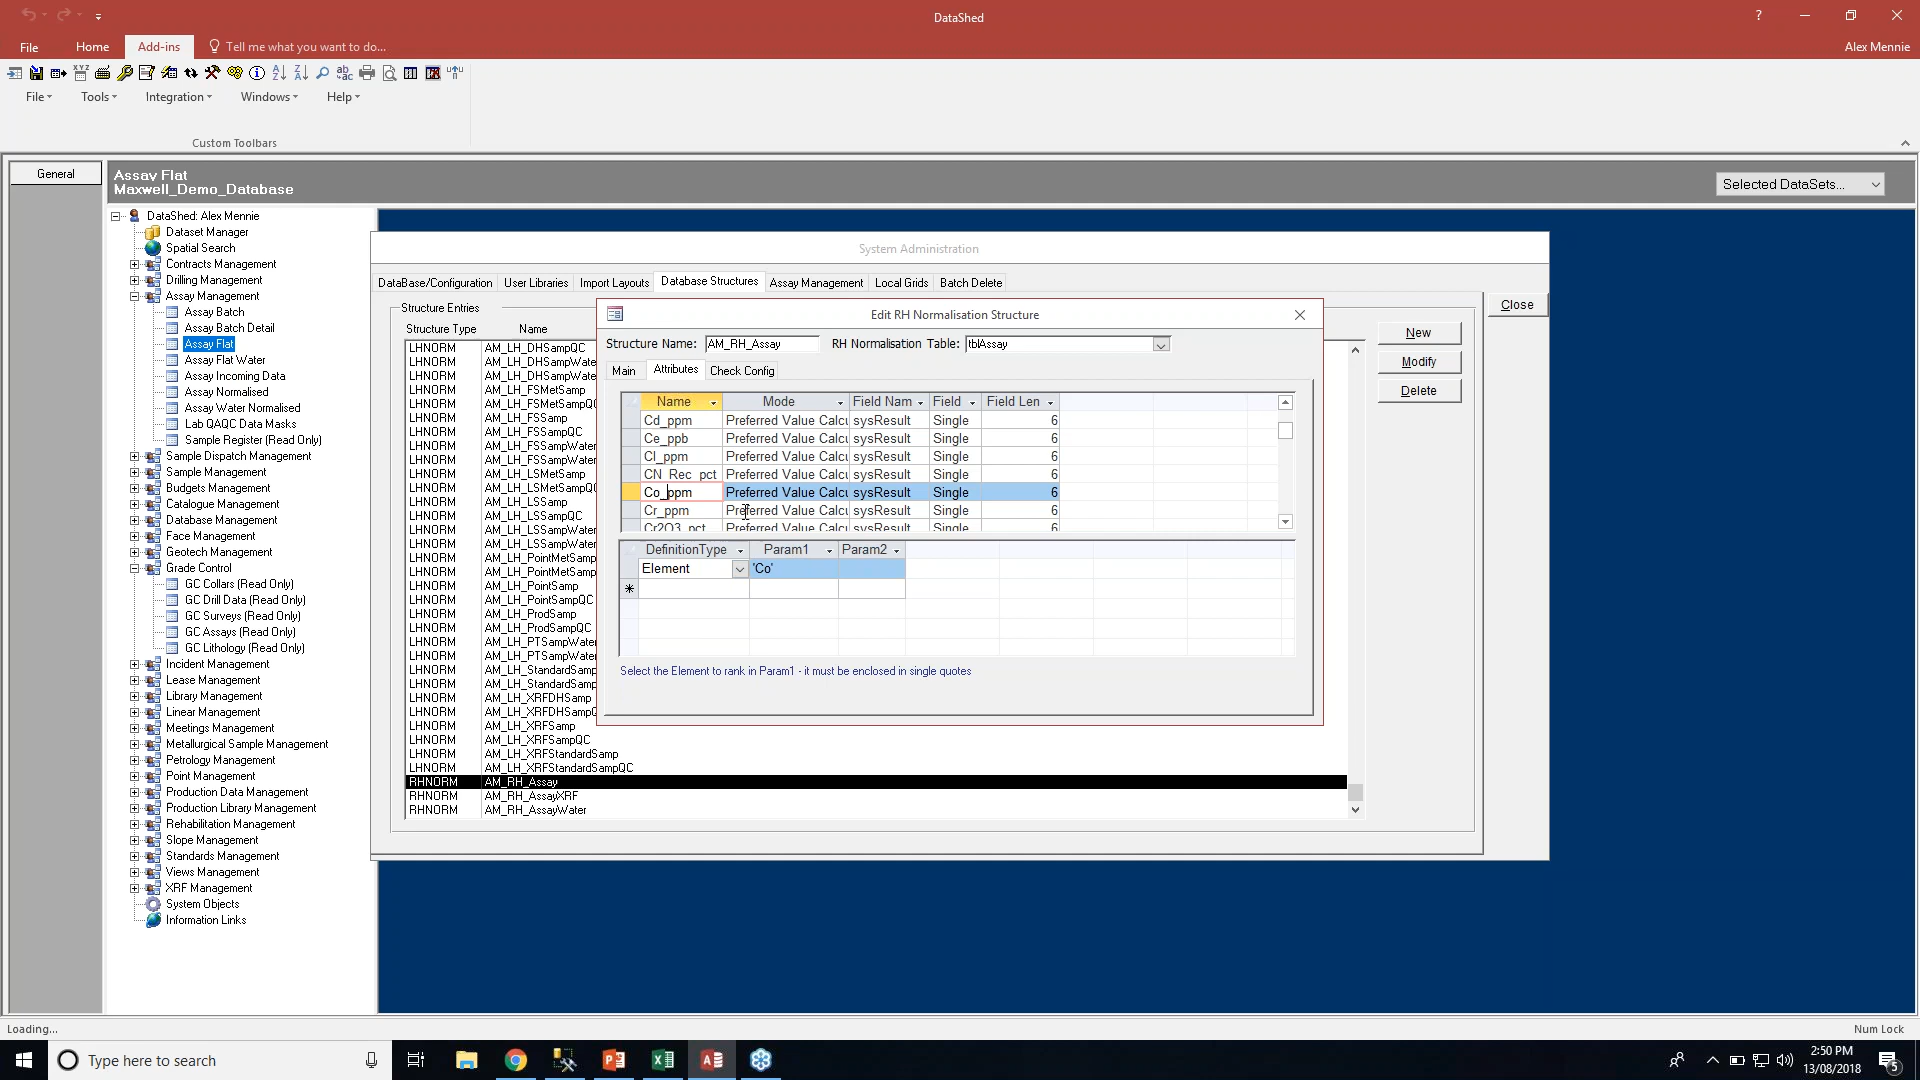 DataShed
File Home Add-ins Tell me what you want to do...
Alex Mennie
File Tools Integration Windows Help
Custom Toolbars
General
Assay Flat
Maxwell_Demo_Database
Selected DataSets...
DataShed: Alex Mennie
Dataset Manager
Spatial Search
Contracts Management
Drilling Management
Assay Management
Assay Batch
Assay Batch Detail
Assay Flat
Assay Flat Water
Assay Incoming Data
Assay Normalised
Assay Water Normalised
Lab QAQC Data Masks
Sample Register (Read Only)
Sample Dispatch Management
Sample Management
Budgets Management
Catalogue Management
Database Management
Face Management
Geotech Management
Grade Control
GC Collars (Read Only)
GC Drill Data (Read Only)
GC Surveys (Read Only)
GC Assays (Read Only)
GC Lithology (Read Only)
Incident Management
Lease Management
Library Management
Linear Management
Meetings Management
Metallurgical Sample Management
Petrology Management
Point Management
Production Data Management
Production Library Management
Rehabilitation Management
Slope Management
Standards Management
Views Management
XRF Management
System Objects
Information Links
System Administration
DataBase/Configuration User Libraries Import Layouts Database Structures Assay Management Local Grids Batch Delete
Close
Structure Entries
Structure Type Name
LHNORM AM_LH_DHSampQC
LHNORM AM_LH_DHSampWate
LHNORM AM_LH_DHSampWate
LHNORM AM_LH_FSMetSamp
LHNORM AM_LH_FSMetSampQC
LHNORM AM_LH_FSSamp
LHNORM AM_LH_FSSampQC
LHNORM AM_LH_FSSampWater
LHNORM AM_LH_FSSampWater
LHNORM AM_LH_LSMetSamp
LHNORM AM_LH_LSMetSampQC
LHNORM AM_LH_LSSamp
LHNORM AM_LH_LSSampQC
LHNORM AM_LH_LSSampWater
LHNORM AM_LH_LSSampWater
LHNORM AM_LH_PointMetSamp
LHNORM AM_LH_PointMetSamp
LHNORM AM_LH_PointSamp
LHNORM AM_LH_PointSampQC
LHNORM AM_LH_ProdSamp
LHNORM AM_LH_ProdSampQC
LHNORM AM_LH_PTSampWater
LHNORM AM_LH_PTSampWater
LHNORM AM_LH_StandardSamp
LHNORM AM_LH_StandardSamp
LHNORM AM_LH_XRFDHSamp
LHNORM AM_LH_XRFDHSampQ
LHNORM AM_LH_XRFSamp
LHNORM AM_LH_XRFSampQC
LHNORM AM_LH_XRFStandardSamp
LHNORM AM_LH_XRFStandardSampQC
RHNORM AM_RH_Assay
RHNORM AM_RH_AssayXRF
RHNORM AM_RH_AssayWater
New
Modify
Delete
Edit RH Normalisation Structure
Structure Name: AM_RH_Assay RH Normalisation Table: tblAssay
Main Attributes Check Config
Name Mode Field Nam Field Field Len
Cd_ppm Preferred Value Calcu sysResult Single 6
Ce_ppb Preferred Value Calcu sysResult Single 6
Cl_ppm Preferred Value Calcu sysResult Single 6
CN_Rec_pct Preferred Value Calcu sysResult Single 6
Co_ppm Preferred Value Calcu sysResult Single 6
Cr_ppm Preferred Value Calcu sysResult Single 6
Cr2O3_pct Preferred Value Calcu sysResult Single 6
DefinitionType Param1 Param2
Element 'Co'
Select the Element to rank in Param1 - it must be enclosed in single quotes
Loading...
Num Lock
Type here to search
2:50 PM
13/08/2018
5